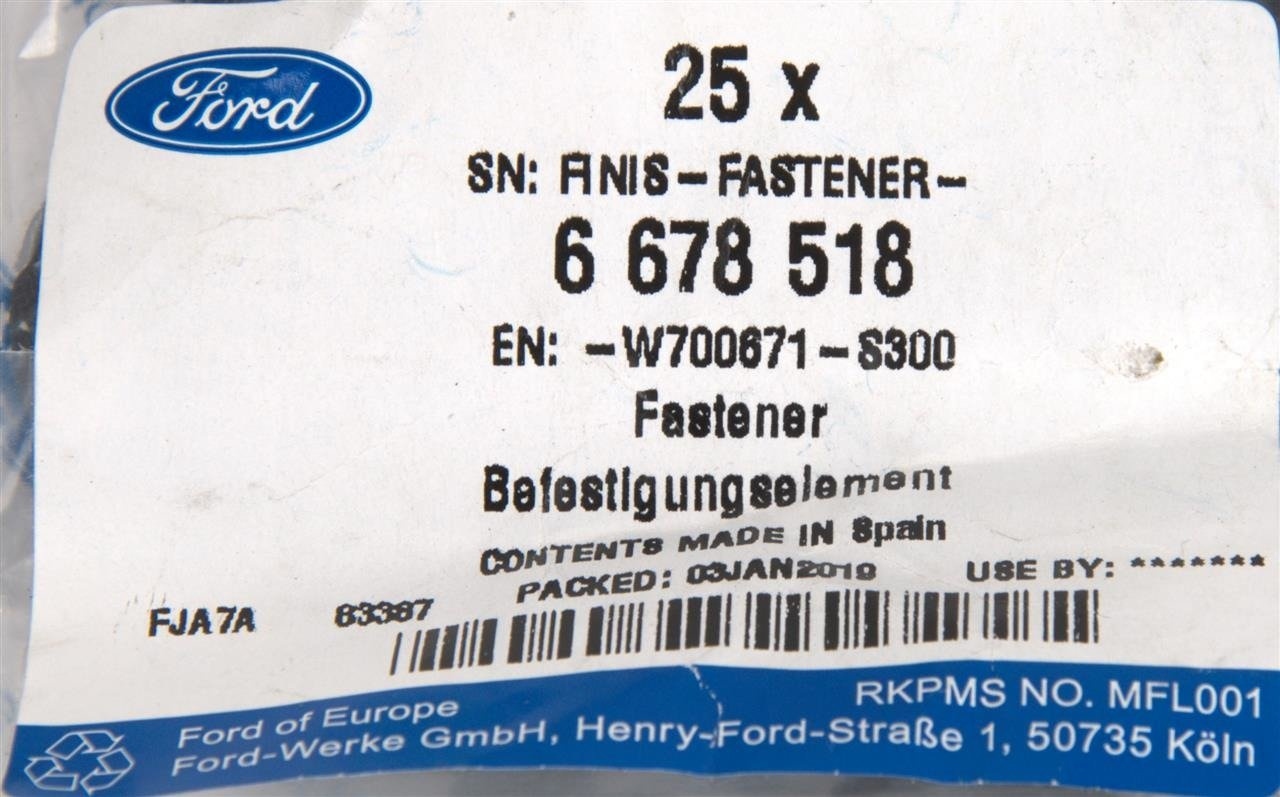 Ford
25 x
SN: FINIS-FASTENER-
6 678 518
EN: -W700671-S300
Fastener
Befestigungselement
CONTENTS MADE IN Spain
PACKED: 03JAN2019 USE BY: *******
FJA7A 83387
RKPMS NO. MFL001
Ford of Europe
Ford-Werke GmbH, Henry-Ford-Straße 1, 50735 Köln